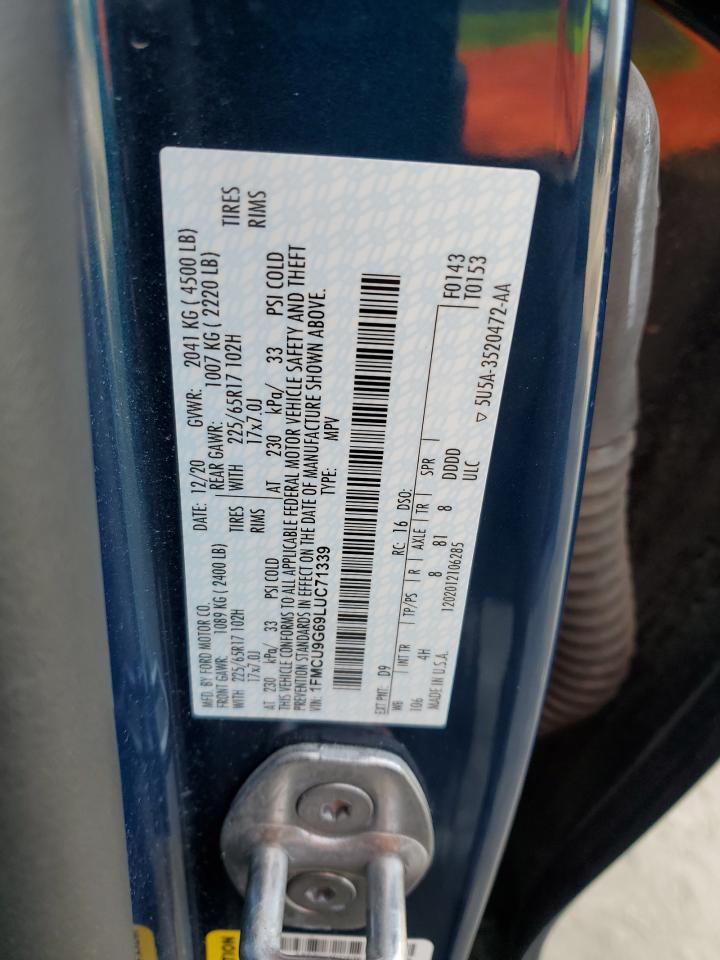 MFD. BY FORD MOTOR CO. DATE: 12/20 GVWR: 2041 KG ( 4500 LB)
FRONT GAWR: 1089 KG ( 2400 LB) REAR GAWR: 1007 KG ( 2220 LB)
WITH 225/65R17 102H TIRES WITH 225/65R17 102H TIRES
17x7.0J RIMS 17x7.0J RIMS
AT 230 kPa/ 33 PSI COLD AT 230 kPa/ 33 PSI COLD
THIS VEHICLE CONFORMS TO ALL APPLICABLE FEDERAL MOTOR VEHICLE SAFETY AND THEFT
PREVENTION STANDARDS IN EFFECT ON THE DATE OF MANUFACTURE SHOWN ABOVE.
VIN: 1FMCU9G69LUC71339 TYPE: MPV
EXT PNT: D9 RC: 16 DSO: F0143
WB INT TR TP/PS R AXLE TR SPR T0153
106 4H 8 81 8 DDDD
MADE IN U.S.A. 1202012106285 ULC ▽ 5U5A-3520472-AA